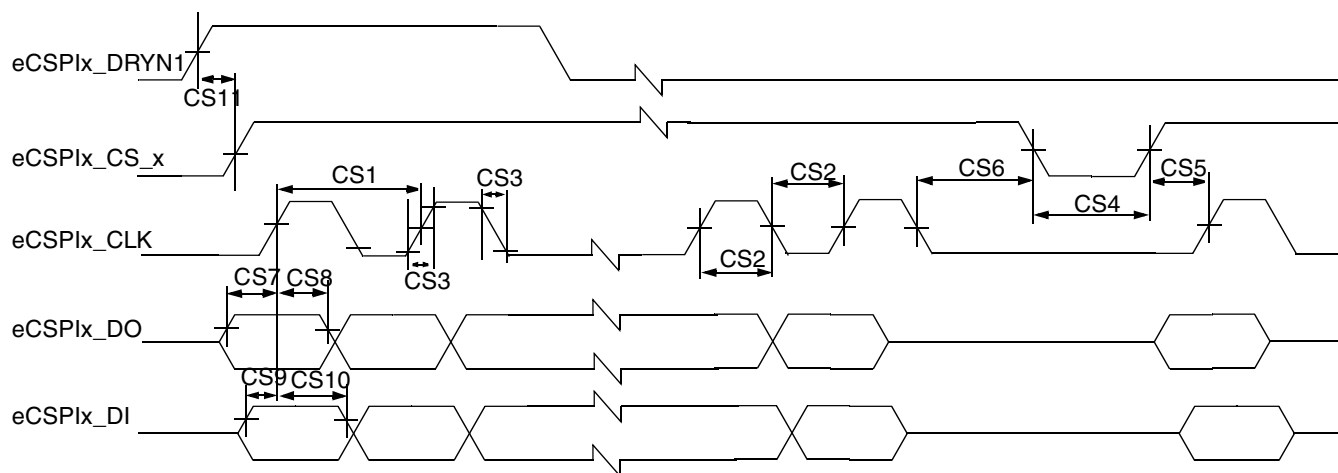 eCSPIx_DRYN1
CS11
eCSPIx_CS_x
CS1
CS3
CS2
CS6
CS5
CS4
eCSPIx_CLK
CS2
CS3
CS7
CS8
eCSPIx_DO
CS9
CS10
eCSPIx_DI